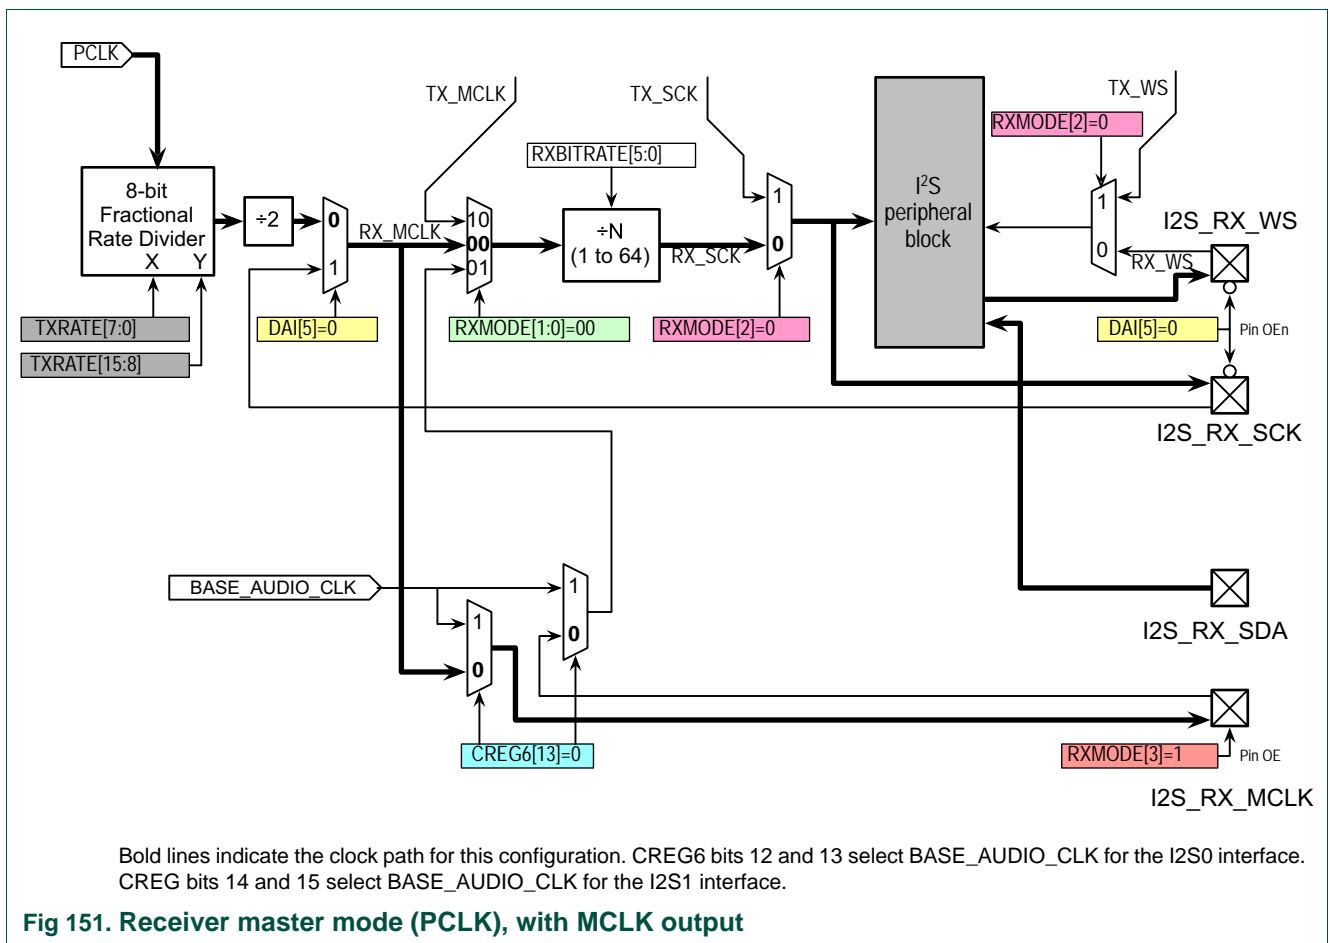 PCLK
TX_MCLK
TX_SCK
TX_WS
RXMODE[2]=0
RXBITRATE[5:0]
8-bit
Fractional
Rate Divider
X Y
÷2
0
1
RX_MCLK
10
00
01
÷N
(1 to 64)
RX_SCK
1
0
I2S
peripheral
block
1
0
RX_WS
I2S_RX_WS
TXRATE[7:0]
TXRATE[15:8]
DAI[5]=0
RXMODE[1:0]=00
RXMODE[2]=0
DAI[5]=0
Pin OEn
I2S_RX_SCK
BASE_AUDIO_CLK
1
0
1
0
I2S_RX_SDA
CREG6[13]=0
RXMODE[3]=1
Pin OE
I2S_RX_MCLK
Bold lines indicate the clock path for this configuration. CREG6 bits 12 and 13 select BASE_AUDIO_CLK for the I2S0 interface.
CREG bits 14 and 15 select BASE_AUDIO_CLK for the I2S1 interface.
Fig 151. Receiver master mode (PCLK), with MCLK output